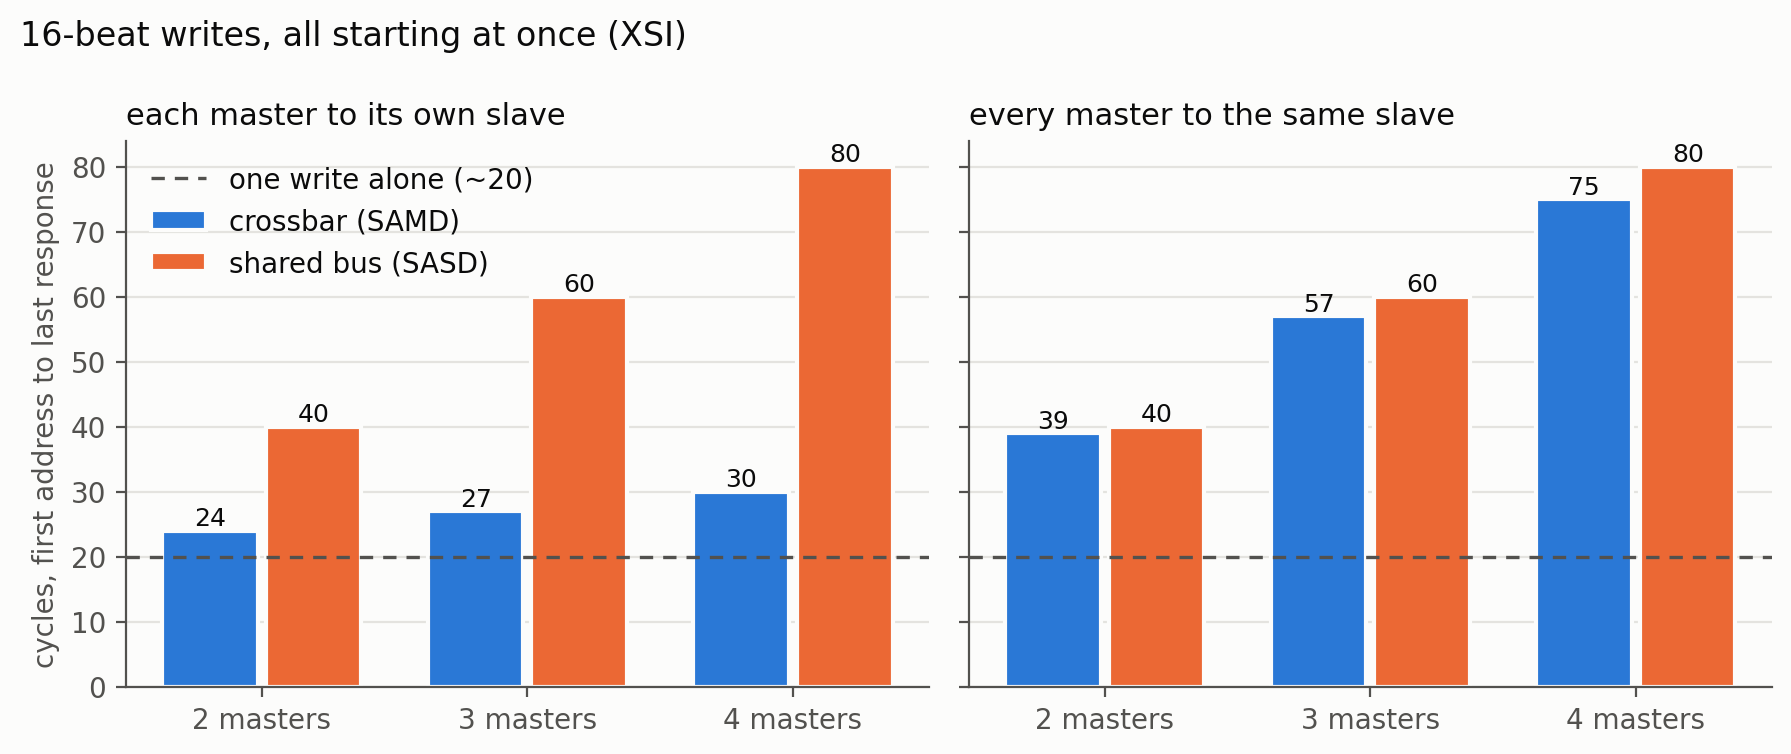 16-beat writes, all starting at once (XSI)
each master to its own slave
cycles, first address to last response
80
70
60
50
40
30
20
10
0
one write alone (~20)
crossbar (SAMD)
shared bus (SASD)
24
40
27
60
30
80
2 masters
3 masters
4 masters
every master to the same slave
39
40
57
60
75
80
2 masters
3 masters
4 masters